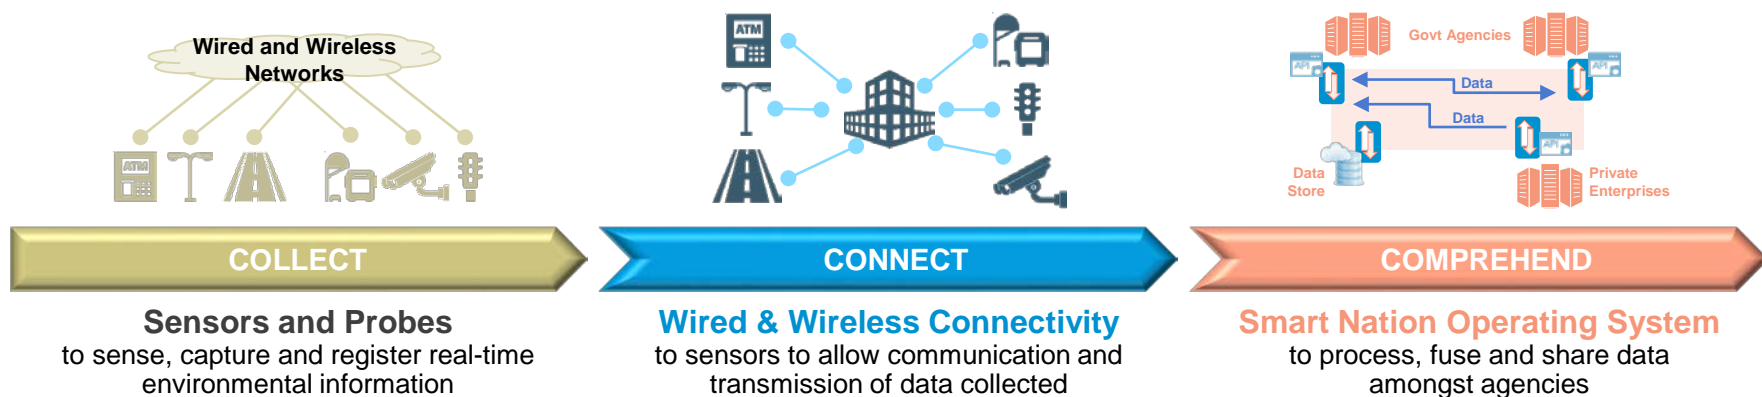 Wired and Wireless
Networks
ATM
COLLECT
Sensors and Probes
to sense, capture and register real-time
environmental information
ATM
CONNECT
Wired & Wireless Connectivity
to sensors to allow communication and
transmission of data collected
Govt Agencies
API
API
Data
Data
API
Data
Store
Private
Enterprises
COMPREHEND
Smart Nation Operating System
to process, fuse and share data
amongst agencies